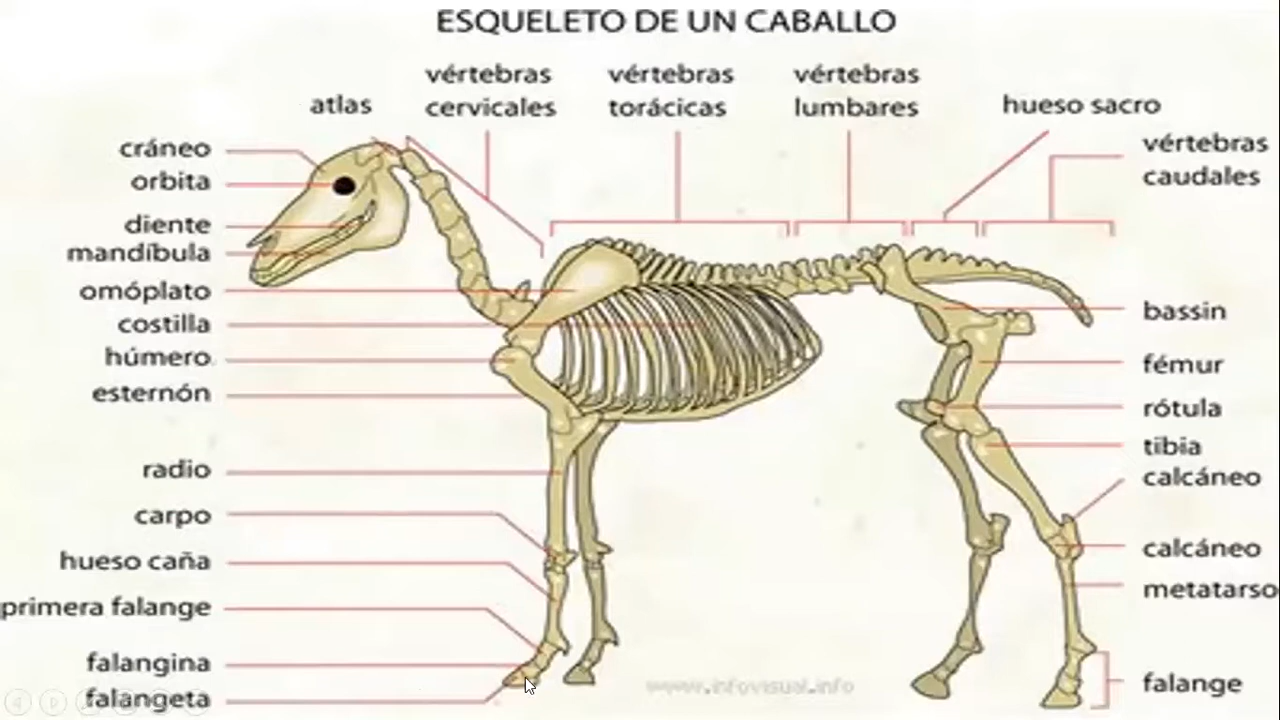 ESQUELETO DE UN CABALLO
atlas
vértebras
cervicales
vértebras
torácicas
vértebras
lumbares
hueso sacro
vértebras
caudales
cráneo
orbita
diente
mandíbula
omóplato
costilla
húmero
esternón
radio
carpo
hueso caña
primera falange
falangina
falangeta
bassin
fémur
rótula
tibia
calcáneo
calcáneo
metatarso
falange
www.infovisual.info